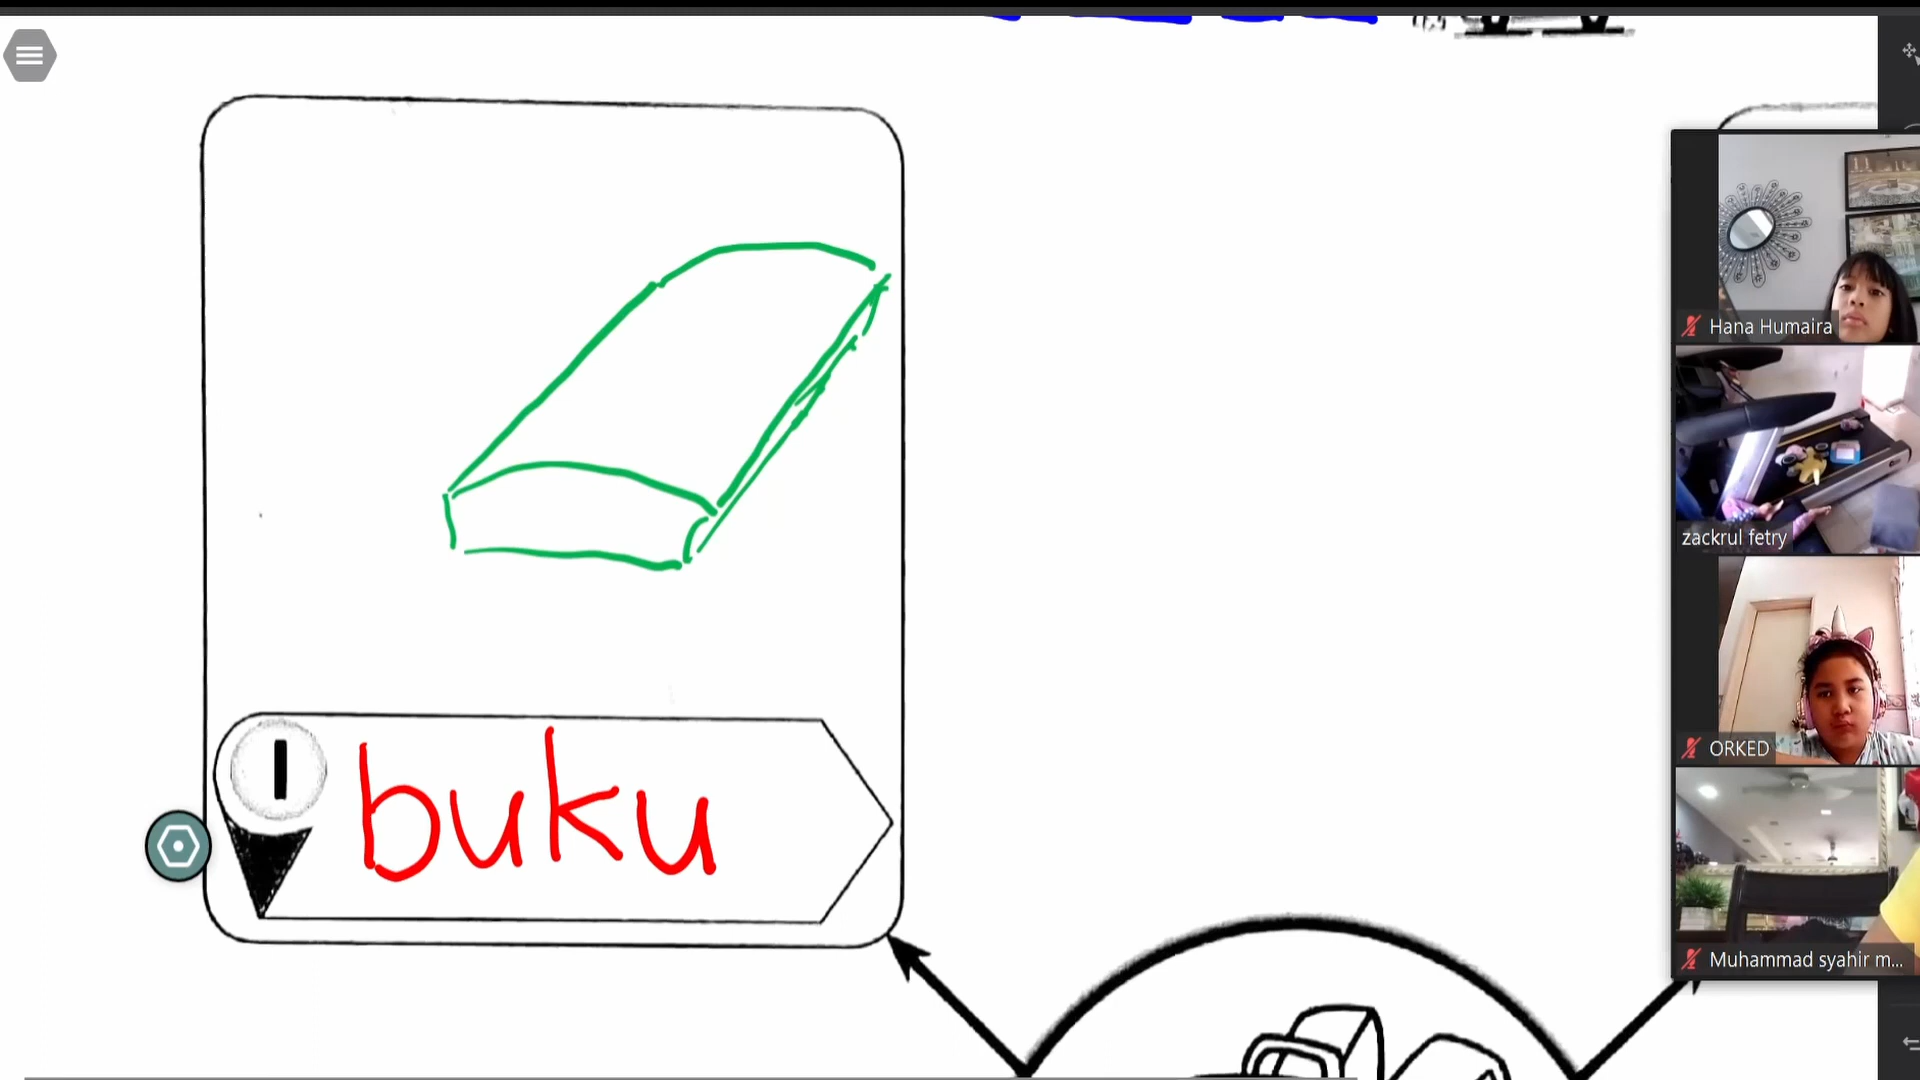 1 buku
Hana Humaira
zackrul fetry
ORKED
Muhammad syahir m...